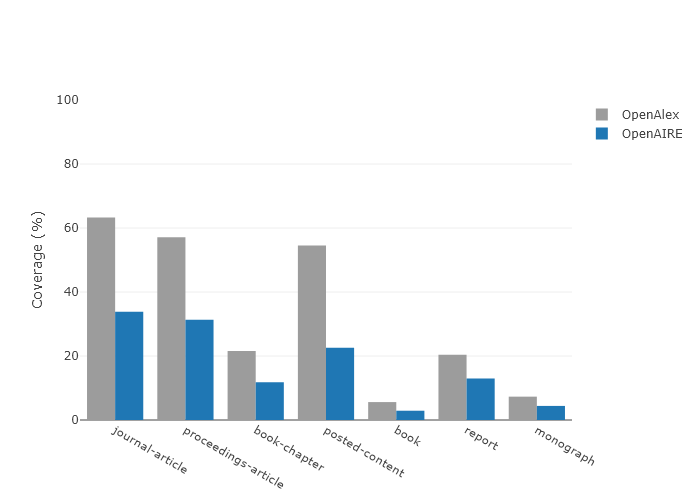 100
80
60
40
20
0
Coverage (%)
journal-article
proceedings-article
book-chapter
posted-content
book
report
monograph
OpenAlex
OpenAIRE